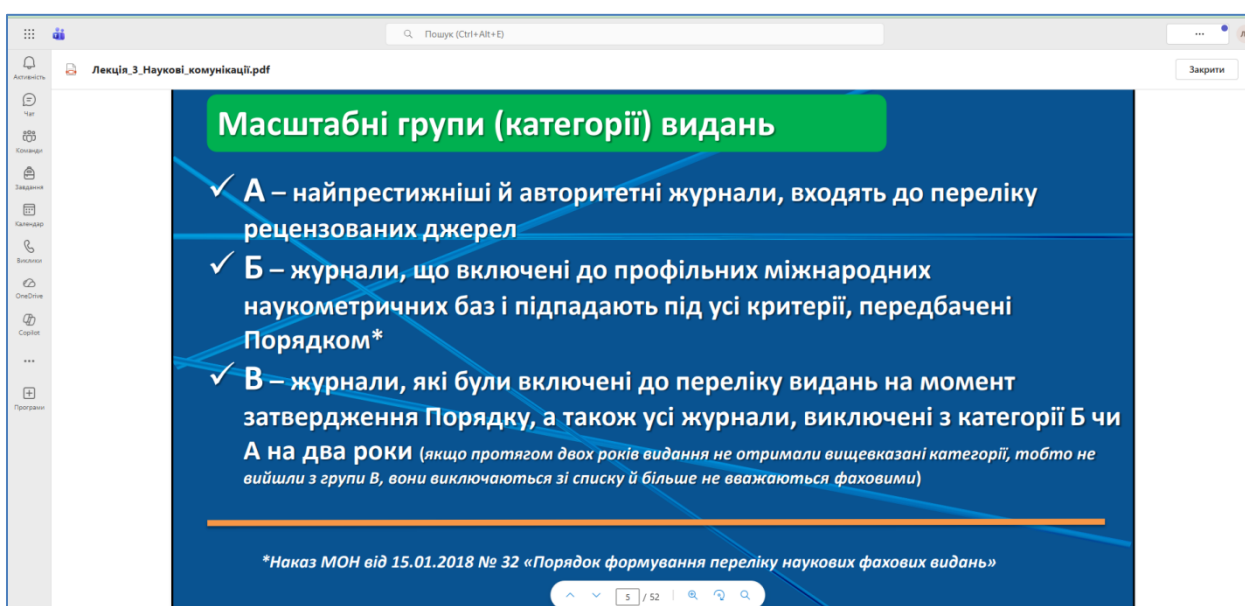 Пошук (Ctrl+Alt+E)
...
Активність
Лекція_3_Наукові_комунікації.pdf
Закрити
Чат
Команди
Завдання
Календар
Виклики
OneDrive
Copilot
...
Програми
Масштабні групи (категорії) видань
✓ А – найпрестижніші й авторитетні журнали, входять до переліку
рецензованих джерел
✓ Б – журнали, що включені до профільних міжнародних
наукометричних баз і підпадають під усі критерії, передбачені
Порядком*
✓ В – журнали, які були включені до переліку видань на момент
затвердження Порядку, а також усі журнали, виключені з категорії Б чи
А на два роки (якщо протягом двох років видання не отримали вищевказані категорії, тобто не
вийшли з групи В, вони виключаються зі списку й більше не вважаються фаховими)
*Наказ МОН від 15.01.2018 № 32 «Порядок формування переліку наукових фахових видань»
5 / 52